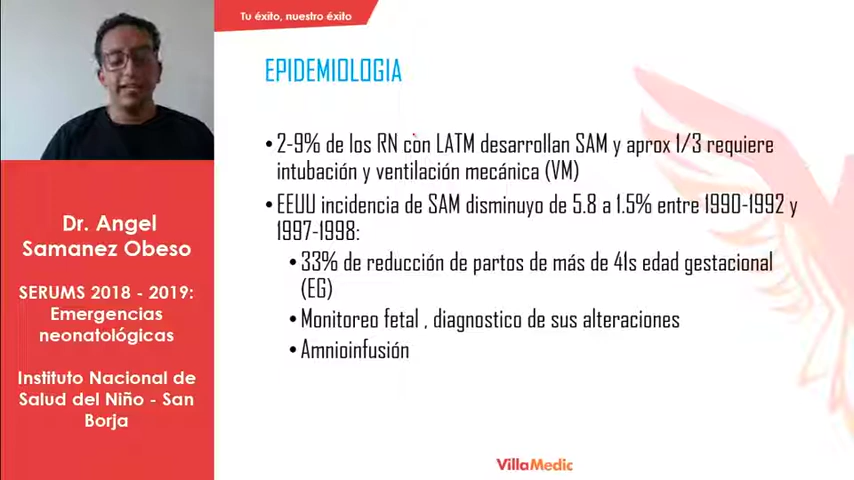 Tu éxito, nuestro éxito
EPIDEMIOLOGIA
• 2-9% de los RN con LATM desarrollan SAM y aprox 1/3 requiere
intubación y ventilación mecánica (VM)
• EEUU incidencia de SAM disminuyo de 5.8 a 1.5% entre 1990-1992 y
1997-1998:
• 33% de reducción de partos de más de 41s edad gestacional
(EG)
• Monitoreo fetal , diagnostico de sus alteraciones
• Amnioinfusión
Dr. Angel
Samanez Obeso
SERUMS 2018 - 2019:
Emergencias
neonatológicas
Instituto Nacional de
Salud del Niño - San
Borja
VillaMedic